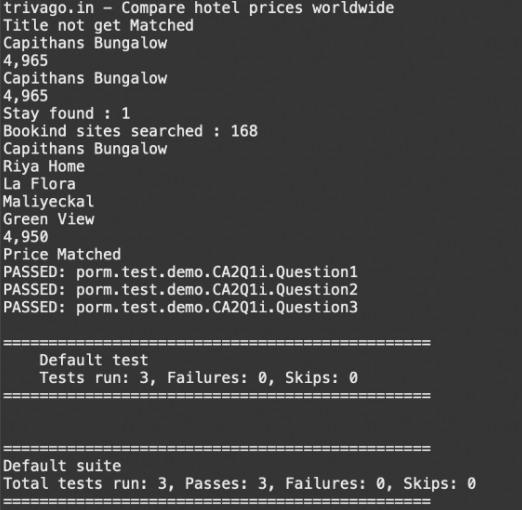 trivago.in – Compare hotel prices worldwide
Title not get Matched
Capithans Bungalow
4,965
Capithans Bungalow
4,965
Stay found : 1
Bookind sites searched : 168
Capithans Bungalow
Riya Home
La Flora
Maliyeckal
Green View
4,950
Price Matched
PASSED: porm.test.demo.CA2Q1i.Question1
PASSED: porm.test.demo.CA2Q1i.Question2
PASSED: porm.test.demo.CA2Q1i.Question3
===============================================
Default test
Tests run: 3, Failures: 0, Skips: 0
===============================================
===============================================
Default suite
Total tests run: 3, Passes: 3, Failures: 0, Skips: 0
===============================================